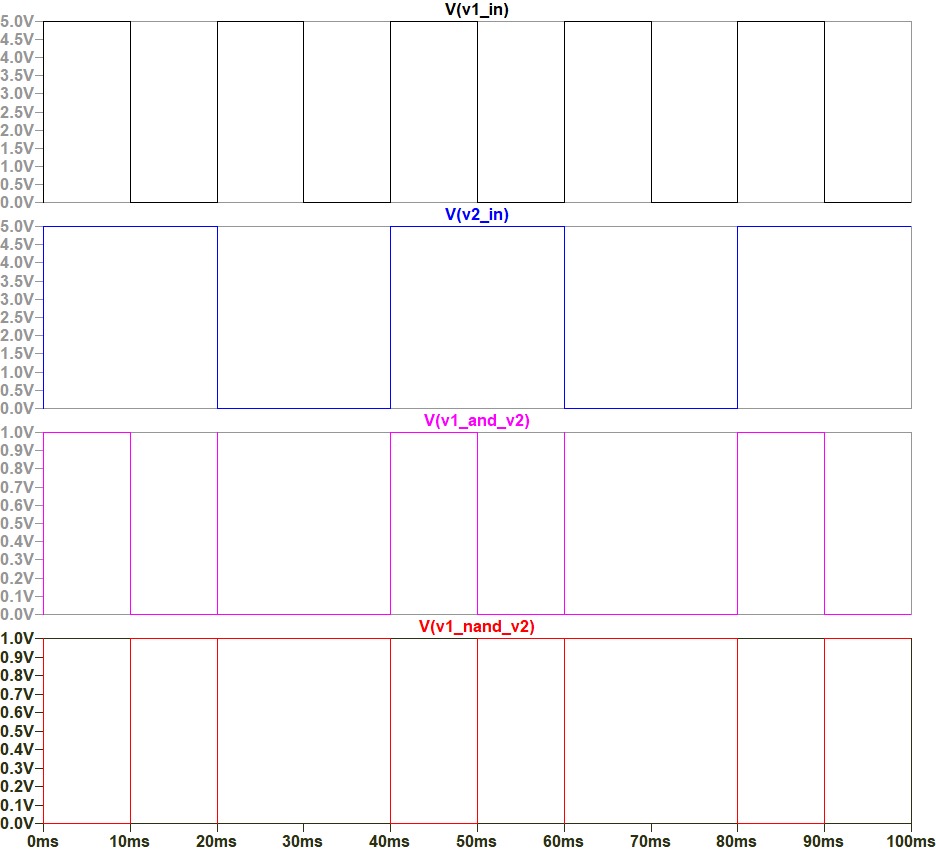 V(v1_in)
5.0V
4.5V
4.0V
3.5V
3.0V
2.5V
2.0V
1.5V
1.0V
0.5V
0.0V
V(v2_in)
5.0V
4.5V
4.0V
3.5V
3.0V
2.5V
2.0V
1.5V
1.0V
0.5V
0.0V
V(v1_and_v2)
1.0V
0.9V
0.8V
0.7V
0.6V
0.5V
0.4V
0.3V
0.2V
0.1V
0.0V
V(v1_nand_v2)
1.0V
0.9V
0.8V
0.7V
0.6V
0.5V
0.4V
0.3V
0.2V
0.1V
0.0V
0ms 10ms 20ms 30ms 40ms 50ms 60ms 70ms 80ms 90ms 100ms